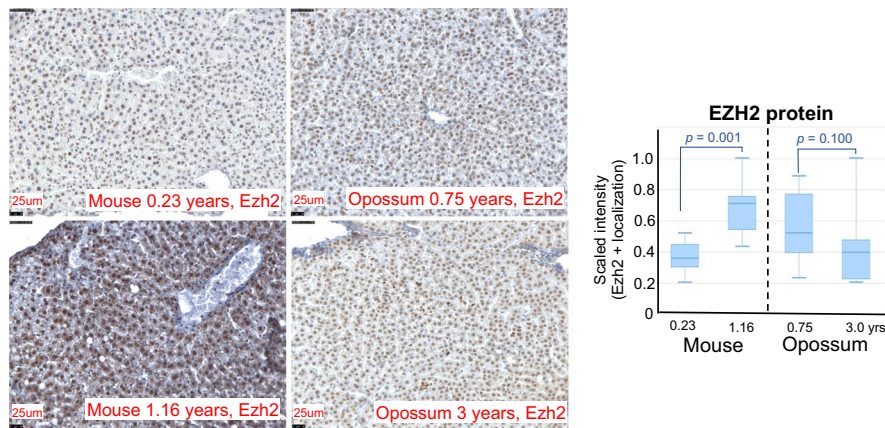 25um
Mouse 0.23 years, Ezh2
25um
Opossum 0.75 years, Ezh2
25um
Mouse 1.16 years, Ezh2
25um
Opossum 3 years, Ezh2
EZH2 protein
p = 0.001
p = 0.100
Scaled intensity
(Ezh2 + localization)
1.0
0.8
0.6
0.4
0.2
0
0.23 1.16 0.75 3.0 yrs
Mouse Opossum